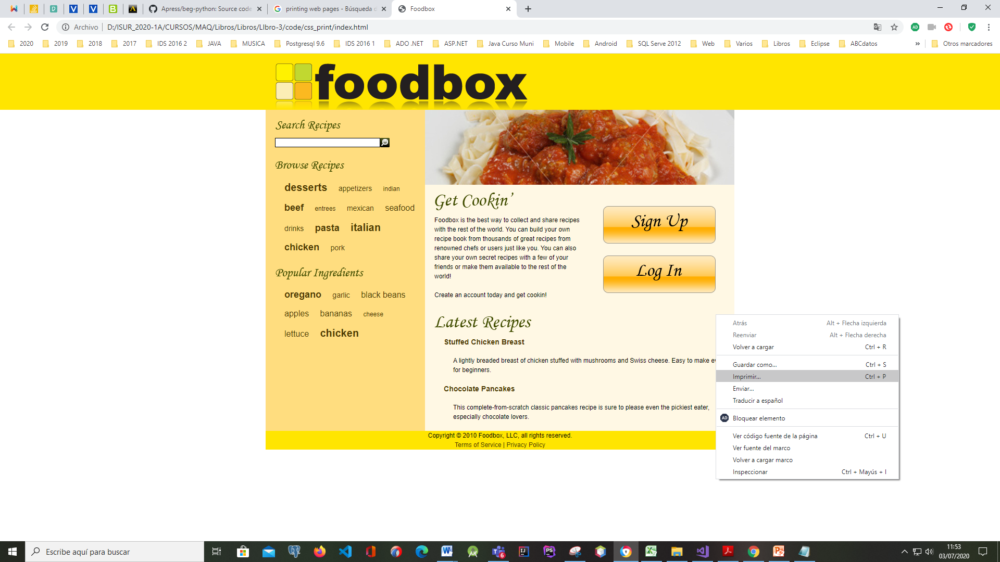 Apress/beg-python: Source code
printing web pages - Búsqueda
Foodbox
Archivo | D:/ISUR_2020-1A/CURSOS/MAQ/Libros/Libros/LIbro-3/code/css_print/index.html
2020 2019 2018 2017 IDS 2016 2 JAVA MUSICA Postgresql 9.6 IDS 2016 1 ADO .NET ASP.NET Java Curso Muni Mobile Android SQL Serve 2012 Web Varios Libros Eclipse ABCdatos » Otros marcadores
foodbox
Search Recipes
Browse Recipes
desserts appetizers indian
beef entrees mexican seafood
drinks pasta italian
chicken pork
Popular Ingredients
oregano garlic black beans
apples bananas cheese
lettuce chicken
Get Cookin’
Foodbox is the best way to collect and share recipes
with the rest of the world. You can build your own
recipe book from thousands of great recipes from
renowned chefs or users just like you. You can also
share your own secret recipes with a few of your
friends or make them available to the rest of the
world!
Create an account today and get cookin!
Sign Up
Log In
Latest Recipes
Stuffed Chicken Breast
A lightly breaded breast of chicken stuffed with mushrooms and Swiss cheese. Easy to make
for beginners.
Chocolate Pancakes
This complete-from-scratch classic pancakes recipe is sure to please even the pickiest eater,
especially chocolate lovers.
Copyright © 2010 Foodbox, LLC, all rights reserved.
Terms of Service | Privacy Policy
Atrás Alt + Flecha izquierda
Reenviar Alt + Flecha derecha
Volver a cargar Ctrl + R
Guardar como... Ctrl + S
Imprimir... Ctrl + P
Enviar...
Traducir a español
AD Bloquear elemento
Ver código fuente de la página Ctrl + U
Ver fuente del marco
Volver a cargar marco
Inspeccionar Ctrl + Mayús + I
Escribe aquí para buscar
6
11:53
03/07/2020